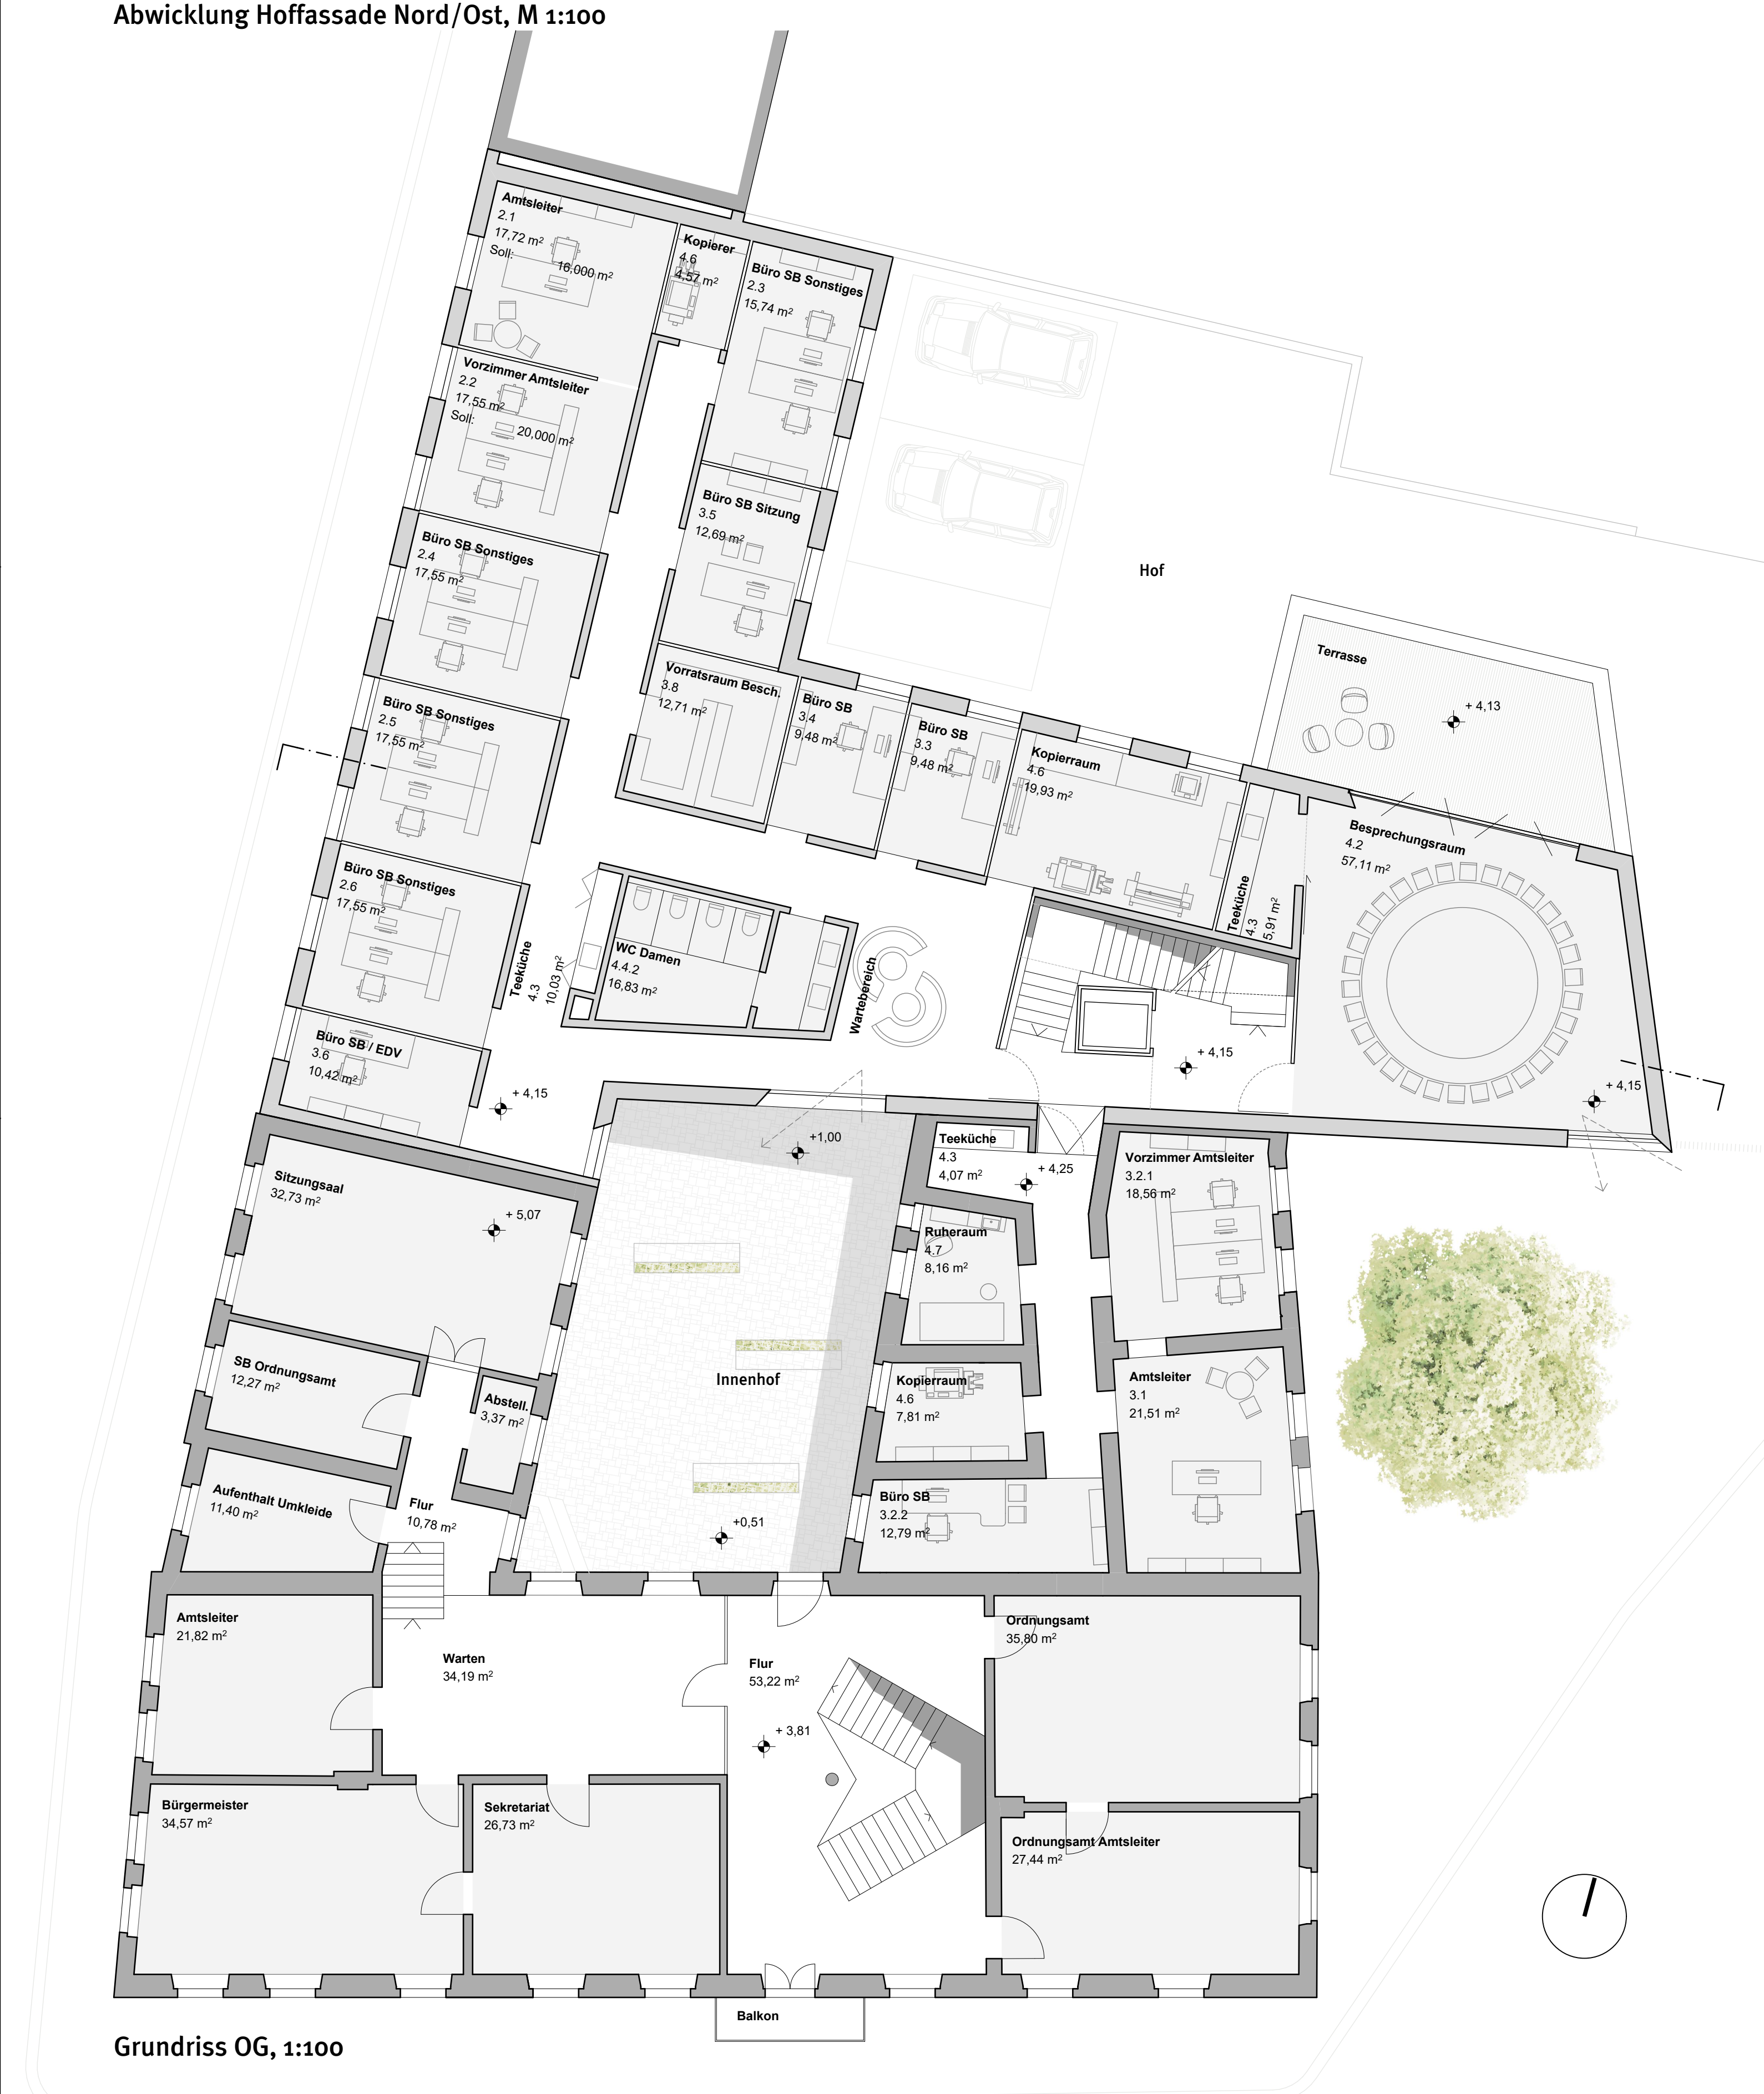 Abwicklung Hoffassade Nord/Ost, M 1:100
Amtsleiter
2.1
17,72 m²
Soll:
16,000 m²
Kopierer
4.6
4,57 m²
Büro SB Sonstiges
2.3
15,74 m²
Vorzimmer Amtsleiter
2.2
17,55 m²
Soll:
20,000 m²
Büro SB Sitzung
3.5
12,69 m²
Büro SB Sonstiges
2.4
17,55 m²
Hof
Terrasse
+ 4,13
Vorratsraum Besch.
3.8
12,71 m²
Büro SB
3.4
9,48 m²
Büro SB
3.3
9,48 m²
Kopierraum
4.6
19,93 m²
Büro SB Sonstiges
2.5
17,55 m²
Besprechungsraum
4.2
57,11 m²
Teeküche
4.3
5,91 m²
Büro SB Sonstiges
2.6
17,55 m²
Teeküche
4.3
10,03 m²
WC Damen
4.4.2
16,83 m²
Wartebereich
Büro SB / EDV
3.6
10,42 m²
+ 4,15
+ 4,15
+ 4,15
+1,00
Teeküche
4.3
4,07 m²
+ 4,25
Vorzimmer Amtsleiter
3.2.1
18,56 m²
Sitzungsaal
32,73 m²
+ 5,07
Ruheraum
4.7
8,16 m²
SB Ordnungsamt
12,27 m²
Abstell.
3,37 m²
Innenhof
Kopierraum
4.6
7,81 m²
Amtsleiter
3.1
21,51 m²
Aufenthalt Umkleide
11,40 m²
Flur
10,78 m²
+0,51
Büro SB
3.2.2
12,79 m²
Amtsleiter
21,82 m²
Warten
34,19 m²
Flur
53,22 m²
+ 3,81
Ordnungsamt
35,80 m²
Bürgermeister
34,57 m²
Sekretariat
26,73 m²
Ordnungsamt Amtsleiter
27,44 m²
Balkon
Grundriss OG, 1:100